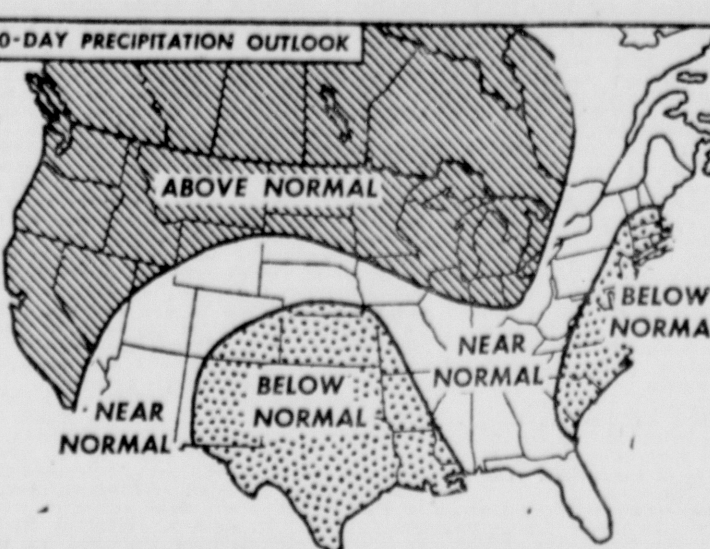 0-DAY PRECIPITATION OUTLOOK
ABOVE NORMAL
BELOW
NORMA
NEAR
NORMAL
BELOW
NORMAL
NEAR
NORMAL